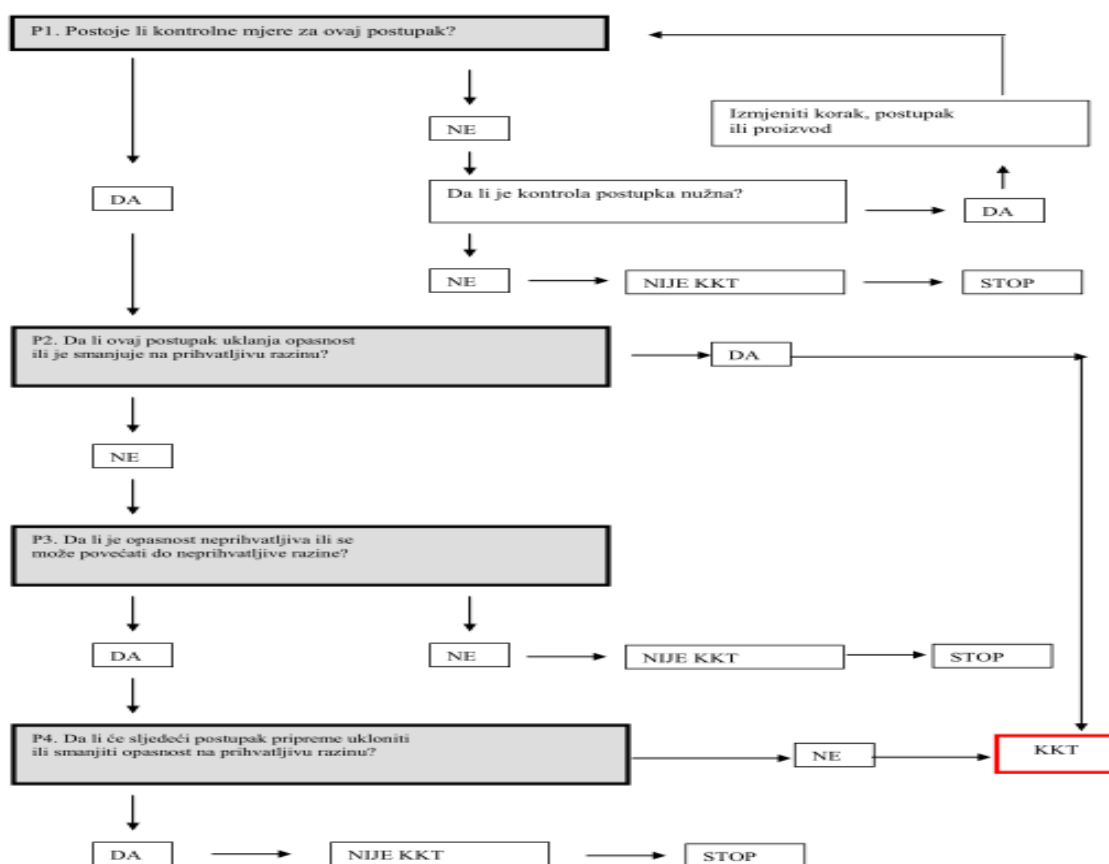 P1. Postoje li kontrolne mjere za ovaj postupak?
Izmjeniti korak, postupak
ili proizvod
NE
DA
Da li je kontrola postupka nužna?
DA
NE
NIJE KKT
STOP
P2. Da li ovaj postupak uklanja opasnost
ili je smanjuje na prihvatljivu razinu?
DA
NE
P3. Da li je opasnost neprihvatljiva ili se
može povećati do neprihvatljive razine?
DA
NE
NIJE KKT
STOP
P4. Da li će sljedeći postupak pripreme ukloniti
ili smanjiti opasnost na prihvatljivu razinu?
NE
KKT
DA
NIJE KKT
STOP